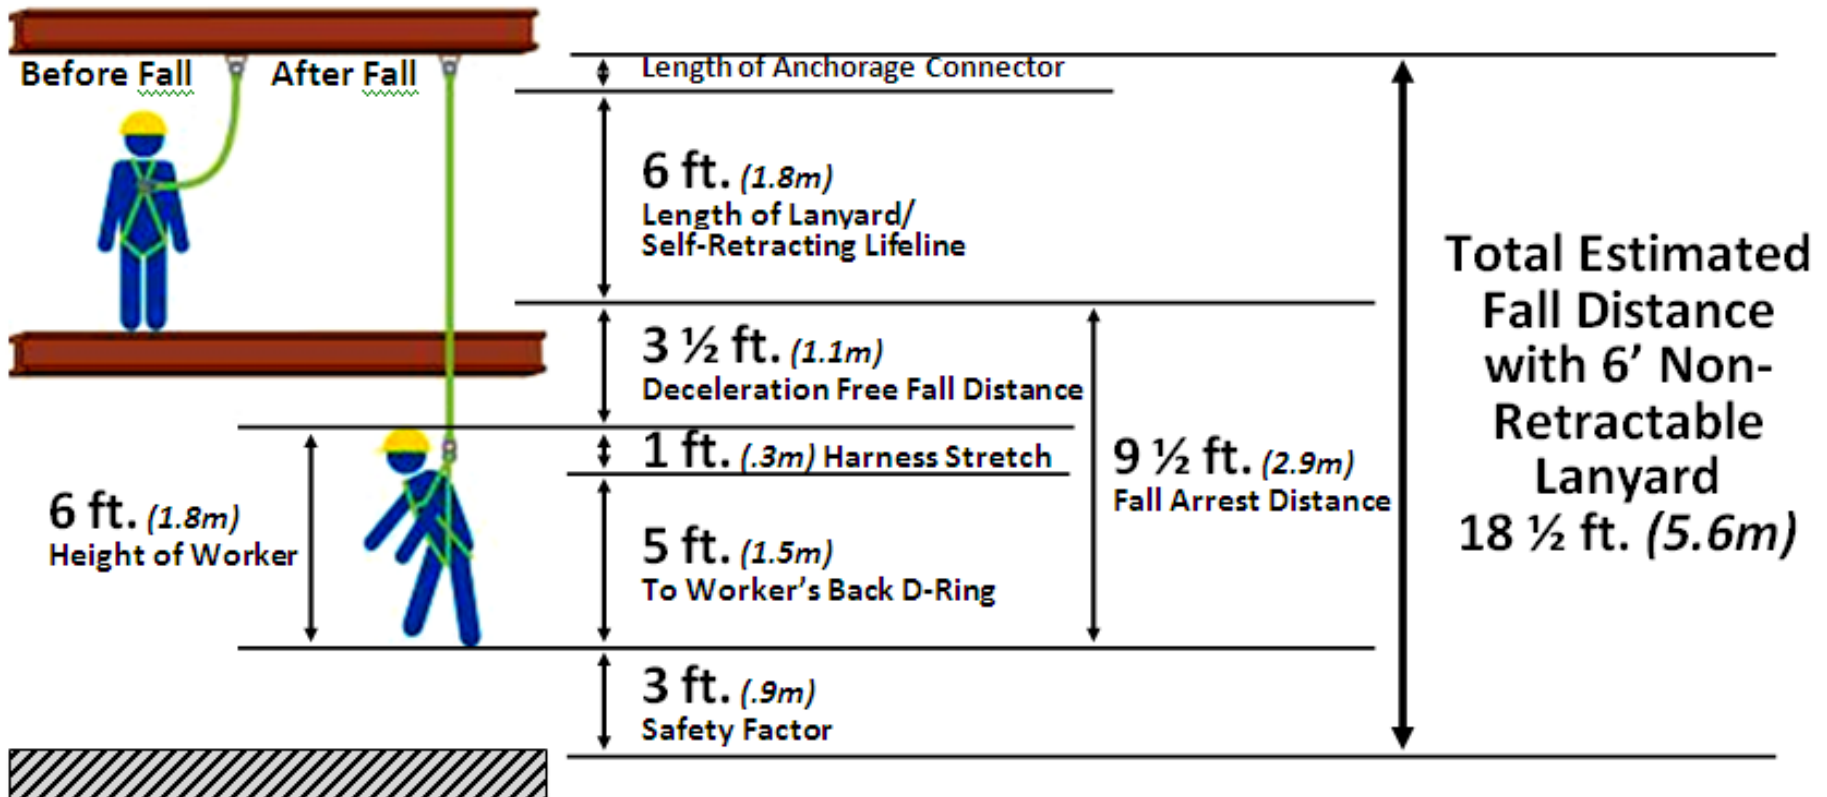 Before Fall
After Fall
Length of Anchorage Connector
6 ft. (1.8m)
Length of Lanyard/
Self-Retracting Lifeline
3 ½ ft. (1.1m)
Deceleration Free Fall Distance
1 ft. (.3m) Harness Stretch
9 ½ ft. (2.9m)
Fall Arrest Distance
6 ft. (1.8m)
Height of Worker
5 ft. (1.5m)
To Worker’s Back D-Ring
3 ft. (.9m)
Safety Factor
Total Estimated
Fall Distance
with 6’ Non-
Retractable
Lanyard
18 ½ ft. (5.6m)